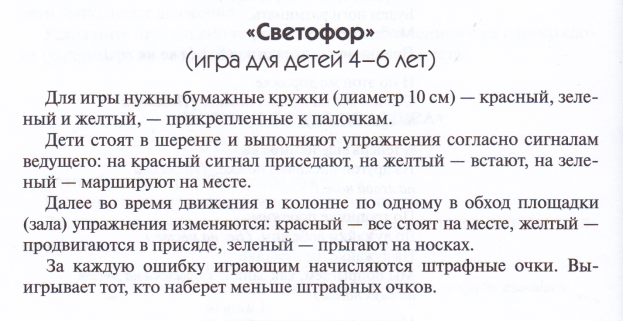 «Светофор»
(игра для детей 4–6 лет)
Для игры нужны бумажные кружки (диаметр 10 см) — красный, зеле-
ный и желтый, — прикрепленные к палочкам.
Дети стоят в шеренге и выполняют упражнения согласно сигналам
ведущего: на красный сигнал приседают, на желтый — встают, на зеле-
ный — маршируют на месте.
Далее во время движения в колонне по одному в обход площадки
(зала) упражнения изменяются: красный — все стоят на месте, желтый —
продвигаются в присяде, зеленый — прыгают на носках.
За каждую ошибку играющим начисляются штрафные очки. Вы-
игрывает тот, кто наберет меньше штрафных очков.